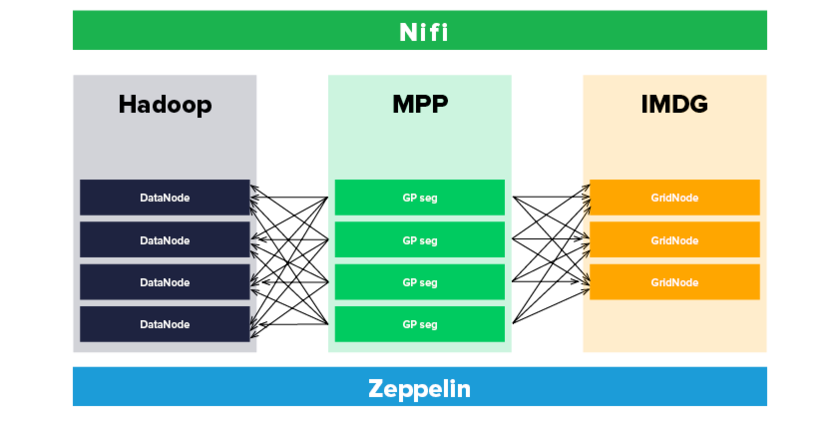 Nifi
Hadoop
MPP
IMDG
DataNode
GP seg
GridNode
DataNode
GP seg
GridNode
DataNode
GP seg
GridNode
DataNode
GP seg
Zeppelin